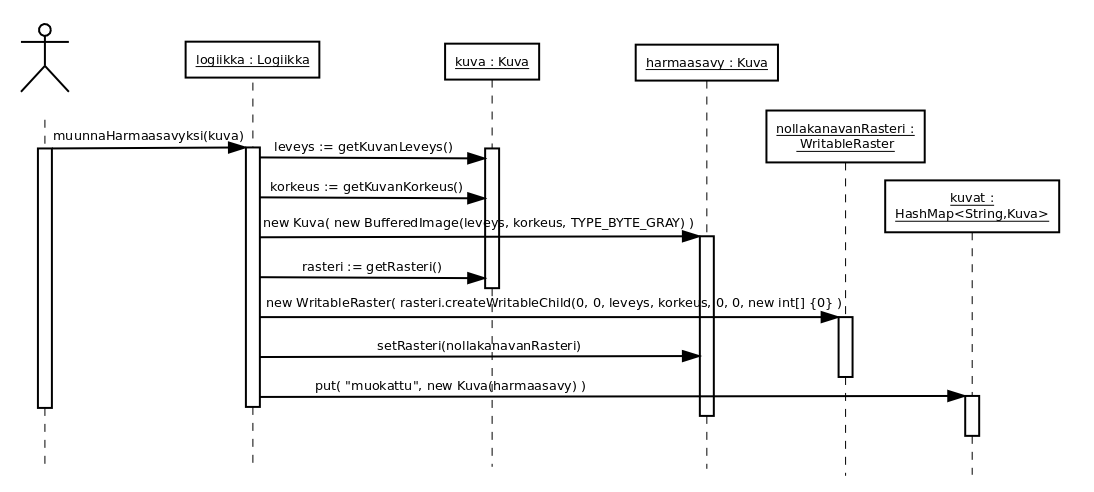 logiikka : Logiikka
kuva : Kuva
harmaasavy : Kuva
nollakanavanRasteri :
WritableRaster
kuvat :
HashMap<String,Kuva>
muunnaHarmaasavyksi(kuva)
leveys := getKuvanLeveys()
korkeus := getKuvanKorkeus()
new Kuva( new BufferedImage(leveys, korkeus, TYPE_BYTE_GRAY) )
rasteri := getRasteri()
new WritableRaster( rasteri.createWritableChild(0, 0, leveys, korkeus, 0, 0, new int[] {0} )
setRasteri(nollakanavanRasteri)
put( "muokattu", new Kuva(harmaasavy) )